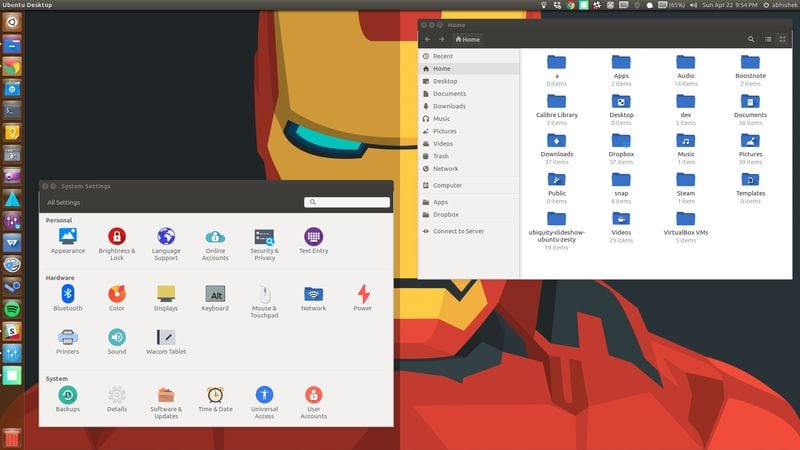 Ubuntu Desktop
(65%)
Sun Apr 22 9:54 PM
abhishek
Home
Home
Recent
Home
Desktop
Documents
Downloads
Music
Pictures
Videos
Trash
Network
Computer
Apps
Dropbox
Connect to Server
a
0 items
Apps
2 items
Audio
14 items
Boostnote
0 items
Calibre Library
2 items
Desktop
0 items
dev
3 items
Documents
36 items
Downloads
37 items
Dropbox
57 items
Music
1 item
Pictures
39 items
Public
0 items
snap
8 items
Steam
1 item
Templates
0 items
ubiquity-slideshow-
ubuntu-zesty
14 items
Videos
29 items
VirtualBox VMs
5 items
System Settings
All Settings
Personal
Appearance
Brightness &
Lock
Language
Support
Online
Accounts
Security &
Privacy
Text Entry
Hardware
Bluetooth
Color
Displays
Alt
Keyboard
Mouse &
Touchpad
Network
Power
Printers
Sound
Wacom Tablet
System
Backups
Details
Software &
Updates
Time & Date
Universal
Access
User
Accounts